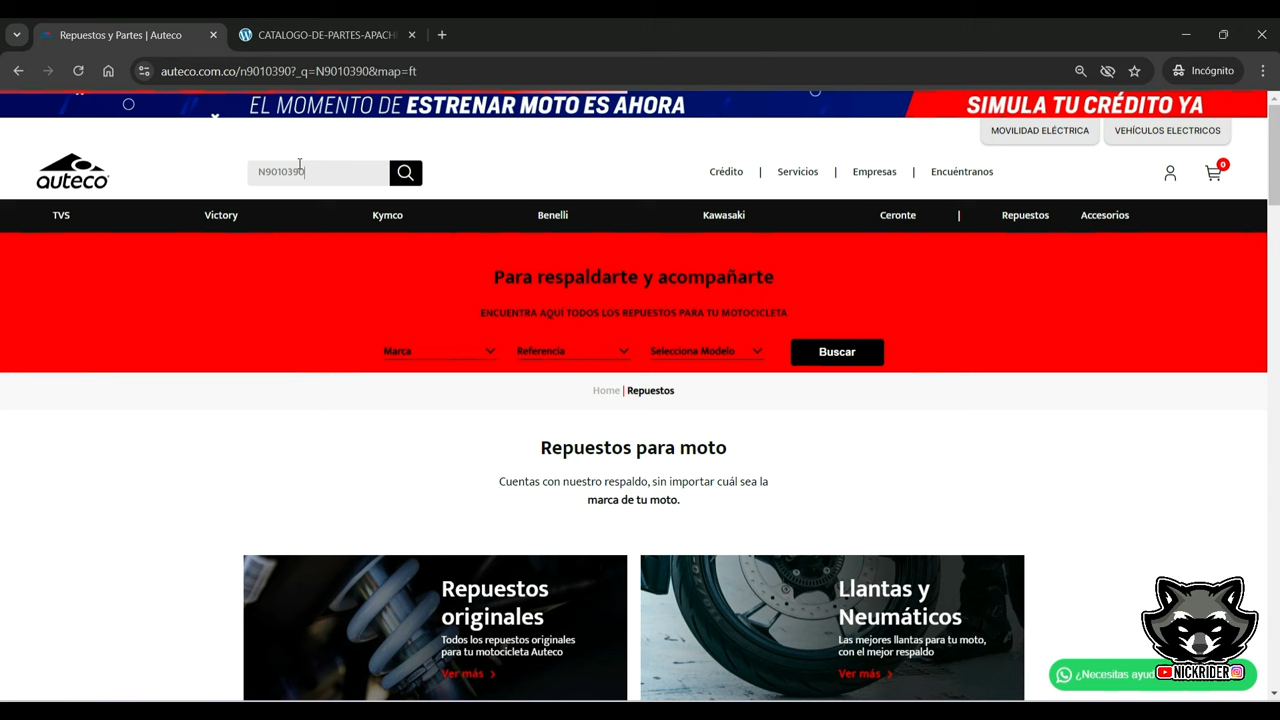 Repuestos y Partes | Auteco
CATALOGO-DE-PARTES-APACH
auteco.com.co/n9010390?_q=N9010390&map=ft
Incógnito
EL MOMENTO DE ESTRENAR MOTO ES AHORA
SIMULA TU CRÉDITO YA
MOVILIDAD ELÉCTRICA
VEHÍCULOS ELECTRICOS
auteco
N9010390
Crédito | Servicios | Empresas | Encuéntranos
0
TVS Victory Kymco Benelli Kawasaki Ceronte | Repuestos Accesorios
Para respaldarte y acompañarte
ENCUENTRA AQUÍ TODOS LOS REPUESTOS PARA TU MOTOCICLETA
Marca Referencia Selecciona Modelo Buscar
Home | Repuestos
Repuestos para moto
Cuentas con nuestro respaldo, sin importar cuál sea la
marca de tu moto.
Repuestos
originales
Todos los repuestos originales
para tu motocicleta Auteco
Ver más >
Llantas y
Neumáticos
Las mejores llantas para tu moto,
con el mejor respaldo
Ver más >
¿Necesitas ayud
NICKRIDER